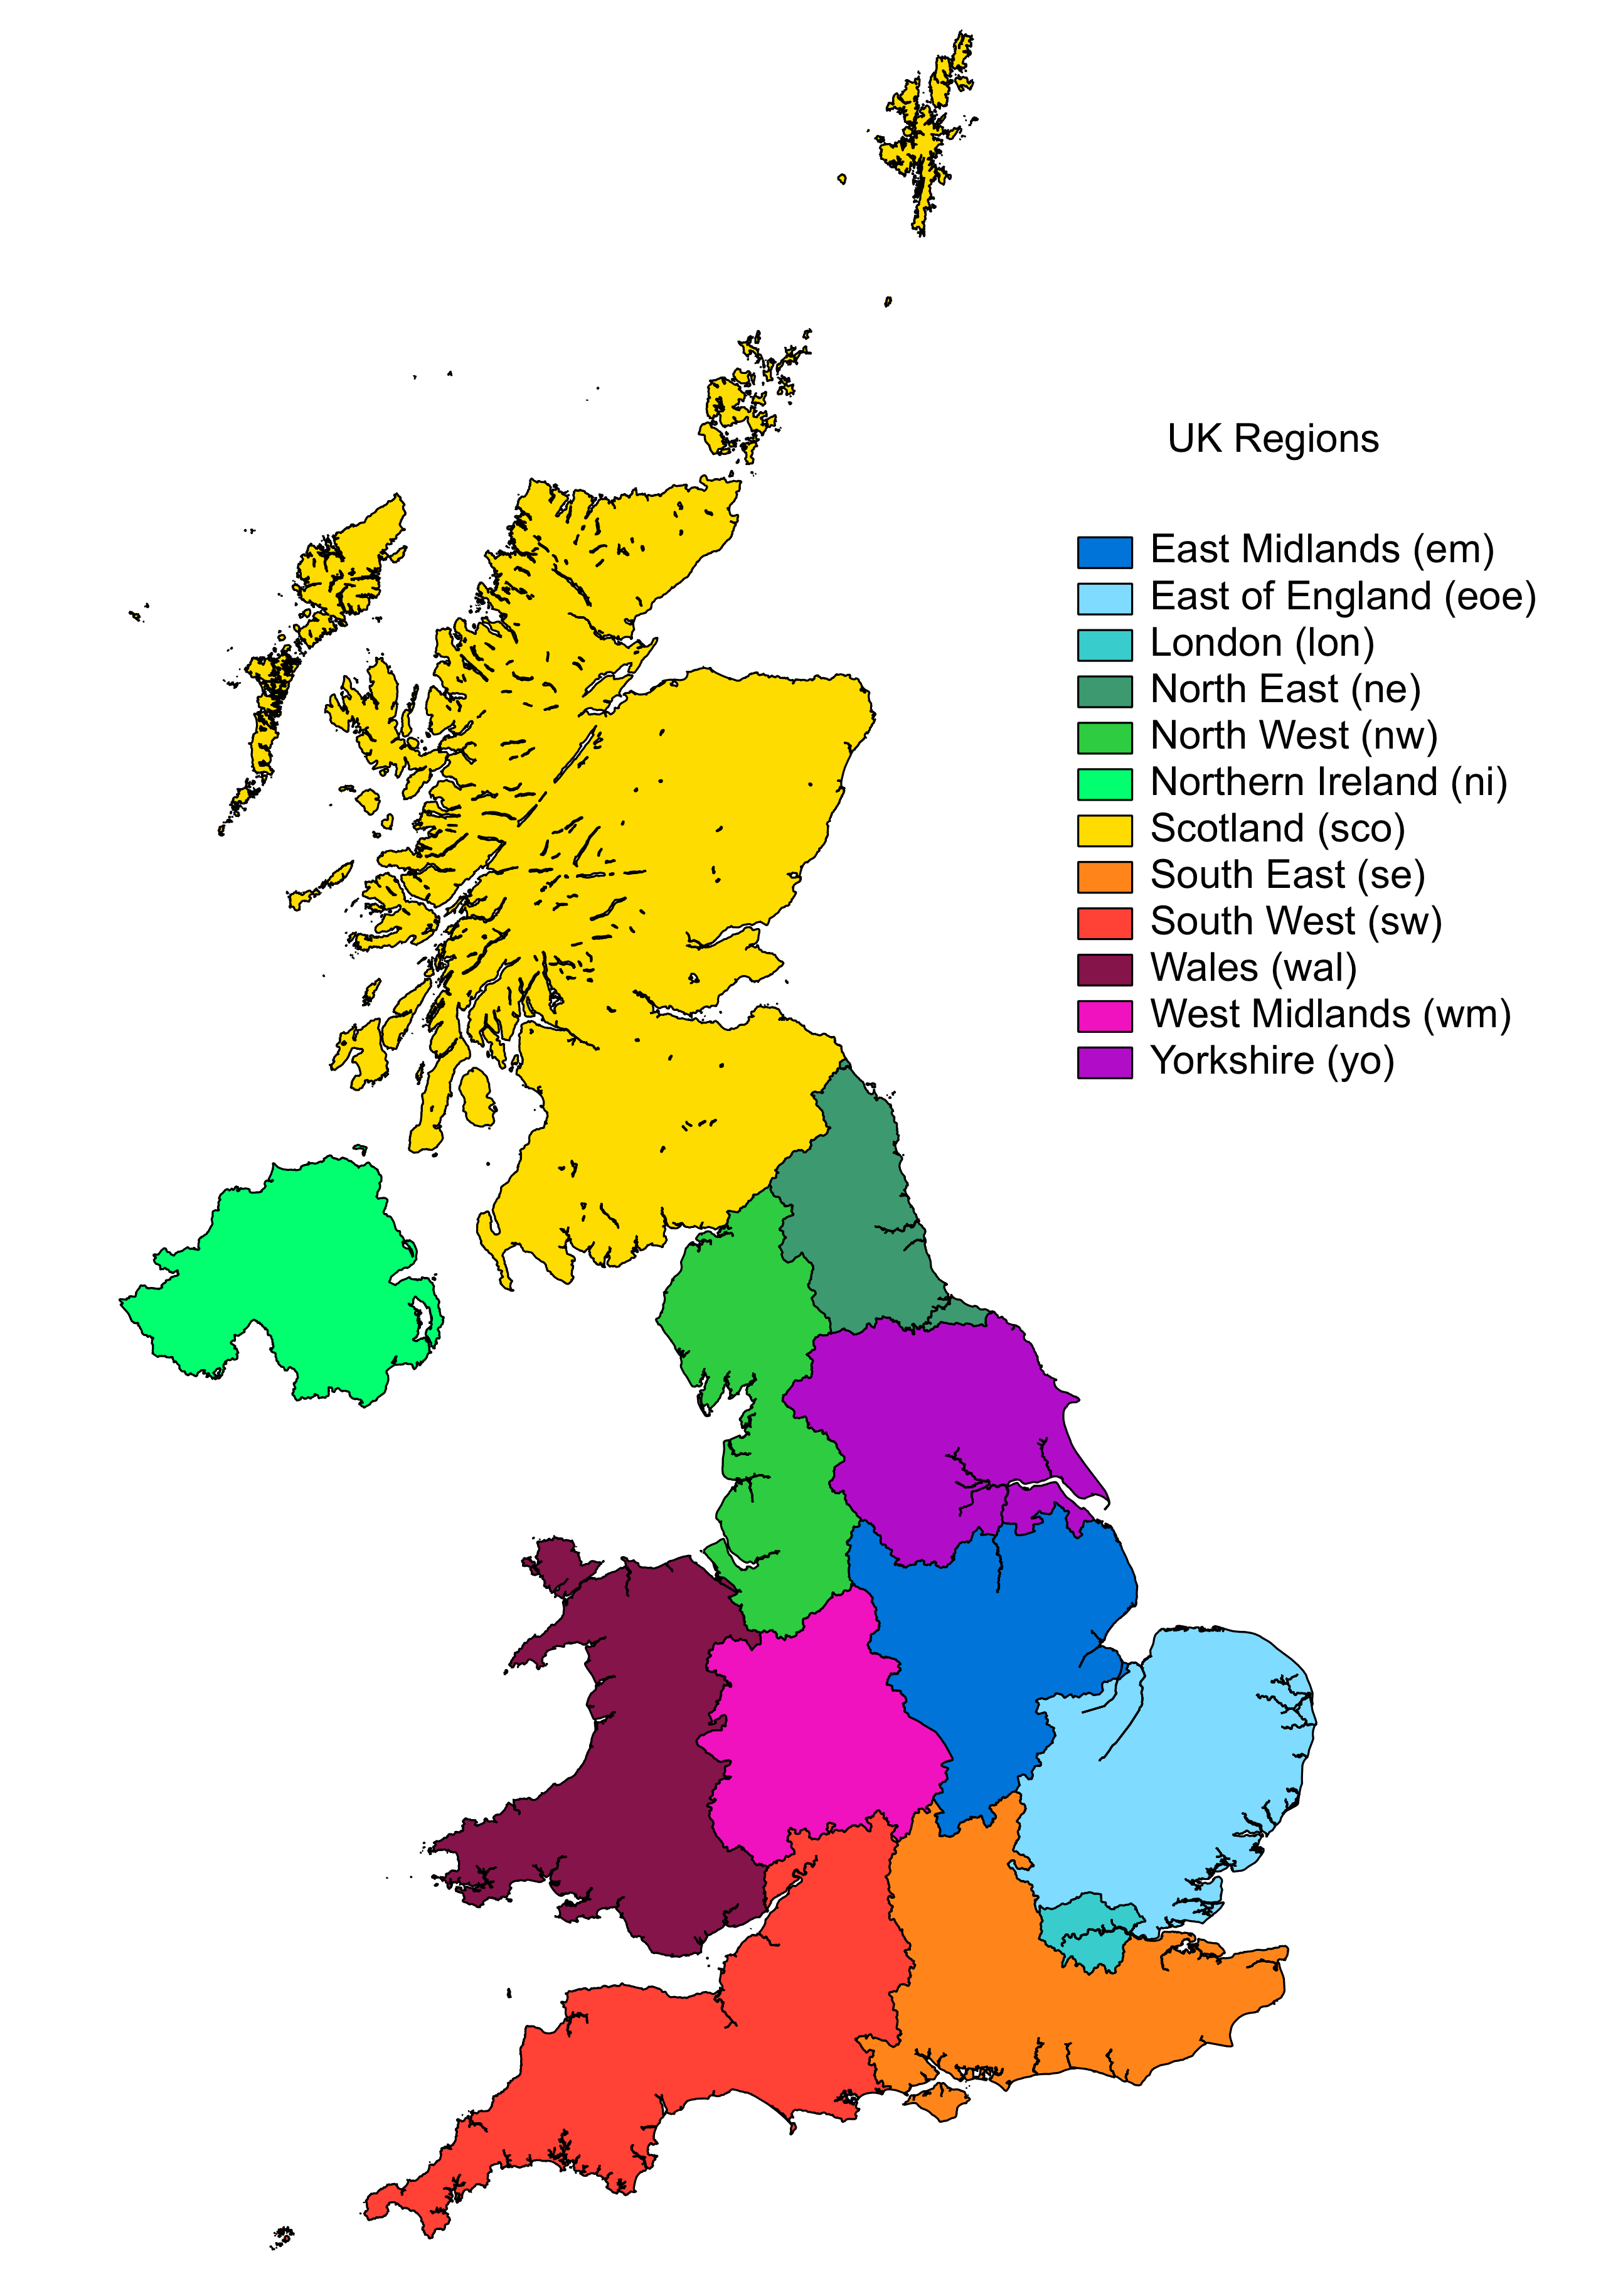 UK Regions
East Midlands (em)
East of England (eoe)
London (lon)
North East (ne)
North West (nw)
Northern Ireland (ni)
Scotland (sco)
South East (se)
South West (sw)
Wales (wal)
West Midlands (wm)
Yorkshire (yo)